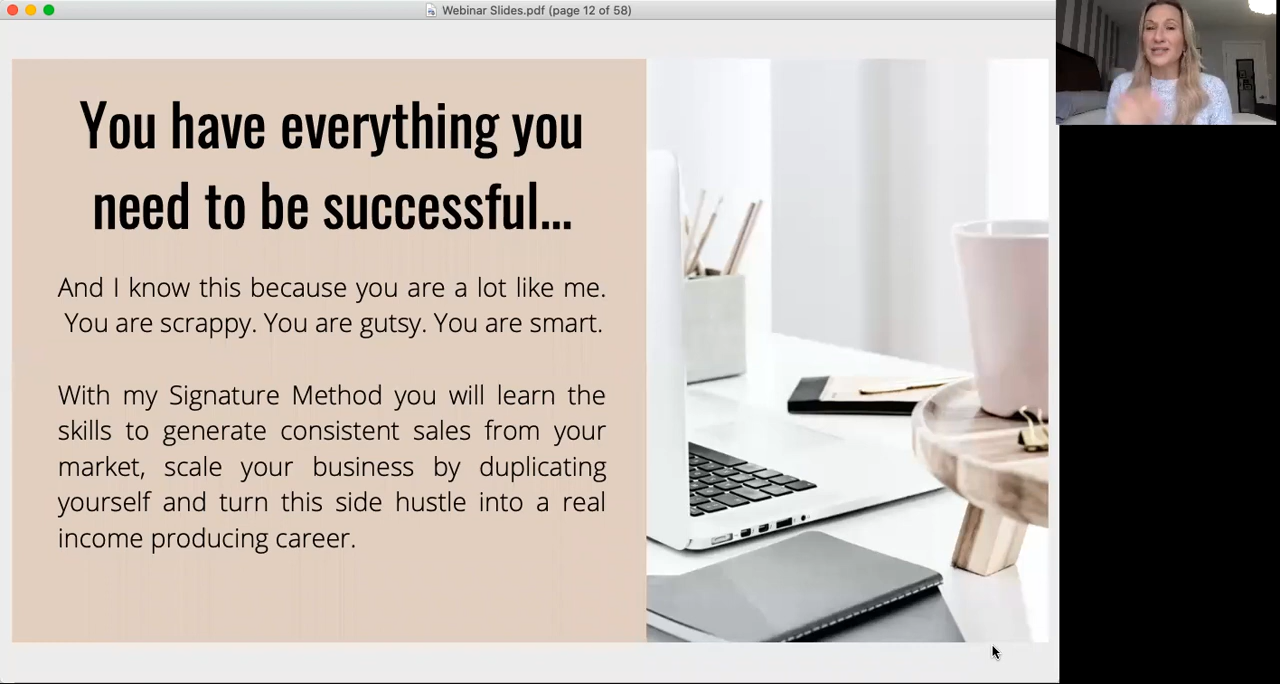 Webinar Slides.pdf (page 12 of 58)
You have everything you
need to be successful...
And I know this because you are a lot like me.
You are scrappy. You are gutsy. You are smart.
With my Signature Method you will learn the
skills to generate consistent sales from your
market, scale your business by duplicating
yourself and turn this side hustle into a real
income producing career.